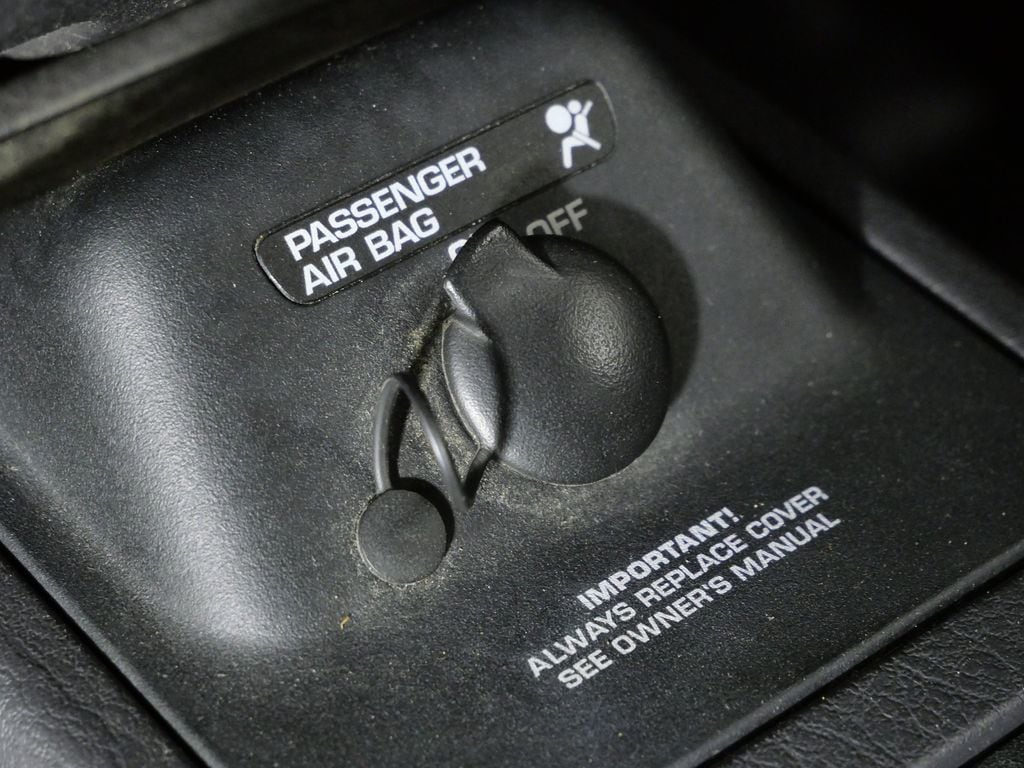 PASSENGER
AIR BAG
OFF
IMPORTANT!
ALWAYS REPLACE COVER
SEE OWNER'S MANUAL